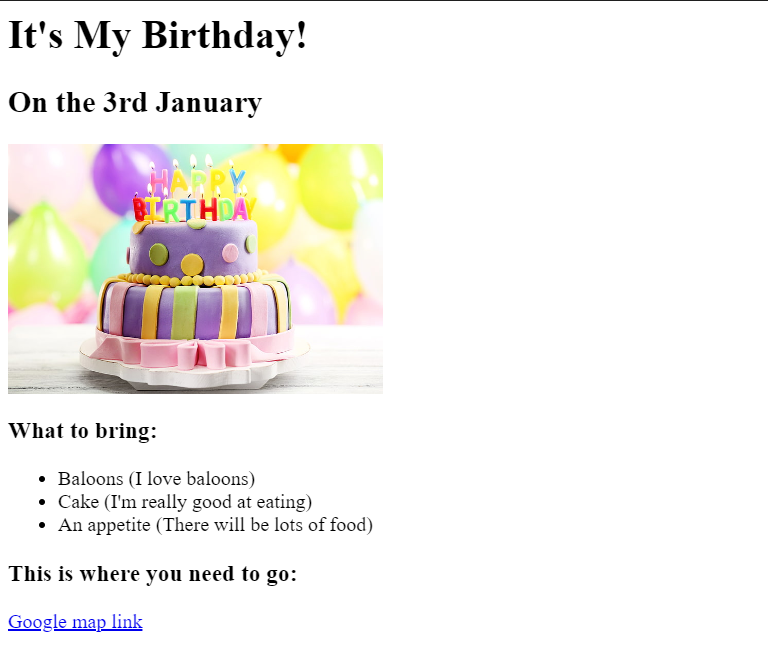 It's My Birthday!
On the 3rd January
HAPPY
BIRTHDAY
What to bring:
Baloons (I love baloons)
Cake (I'm really good at eating)
An appetite (There will be lots of food)
This is where you need to go:
Google map link